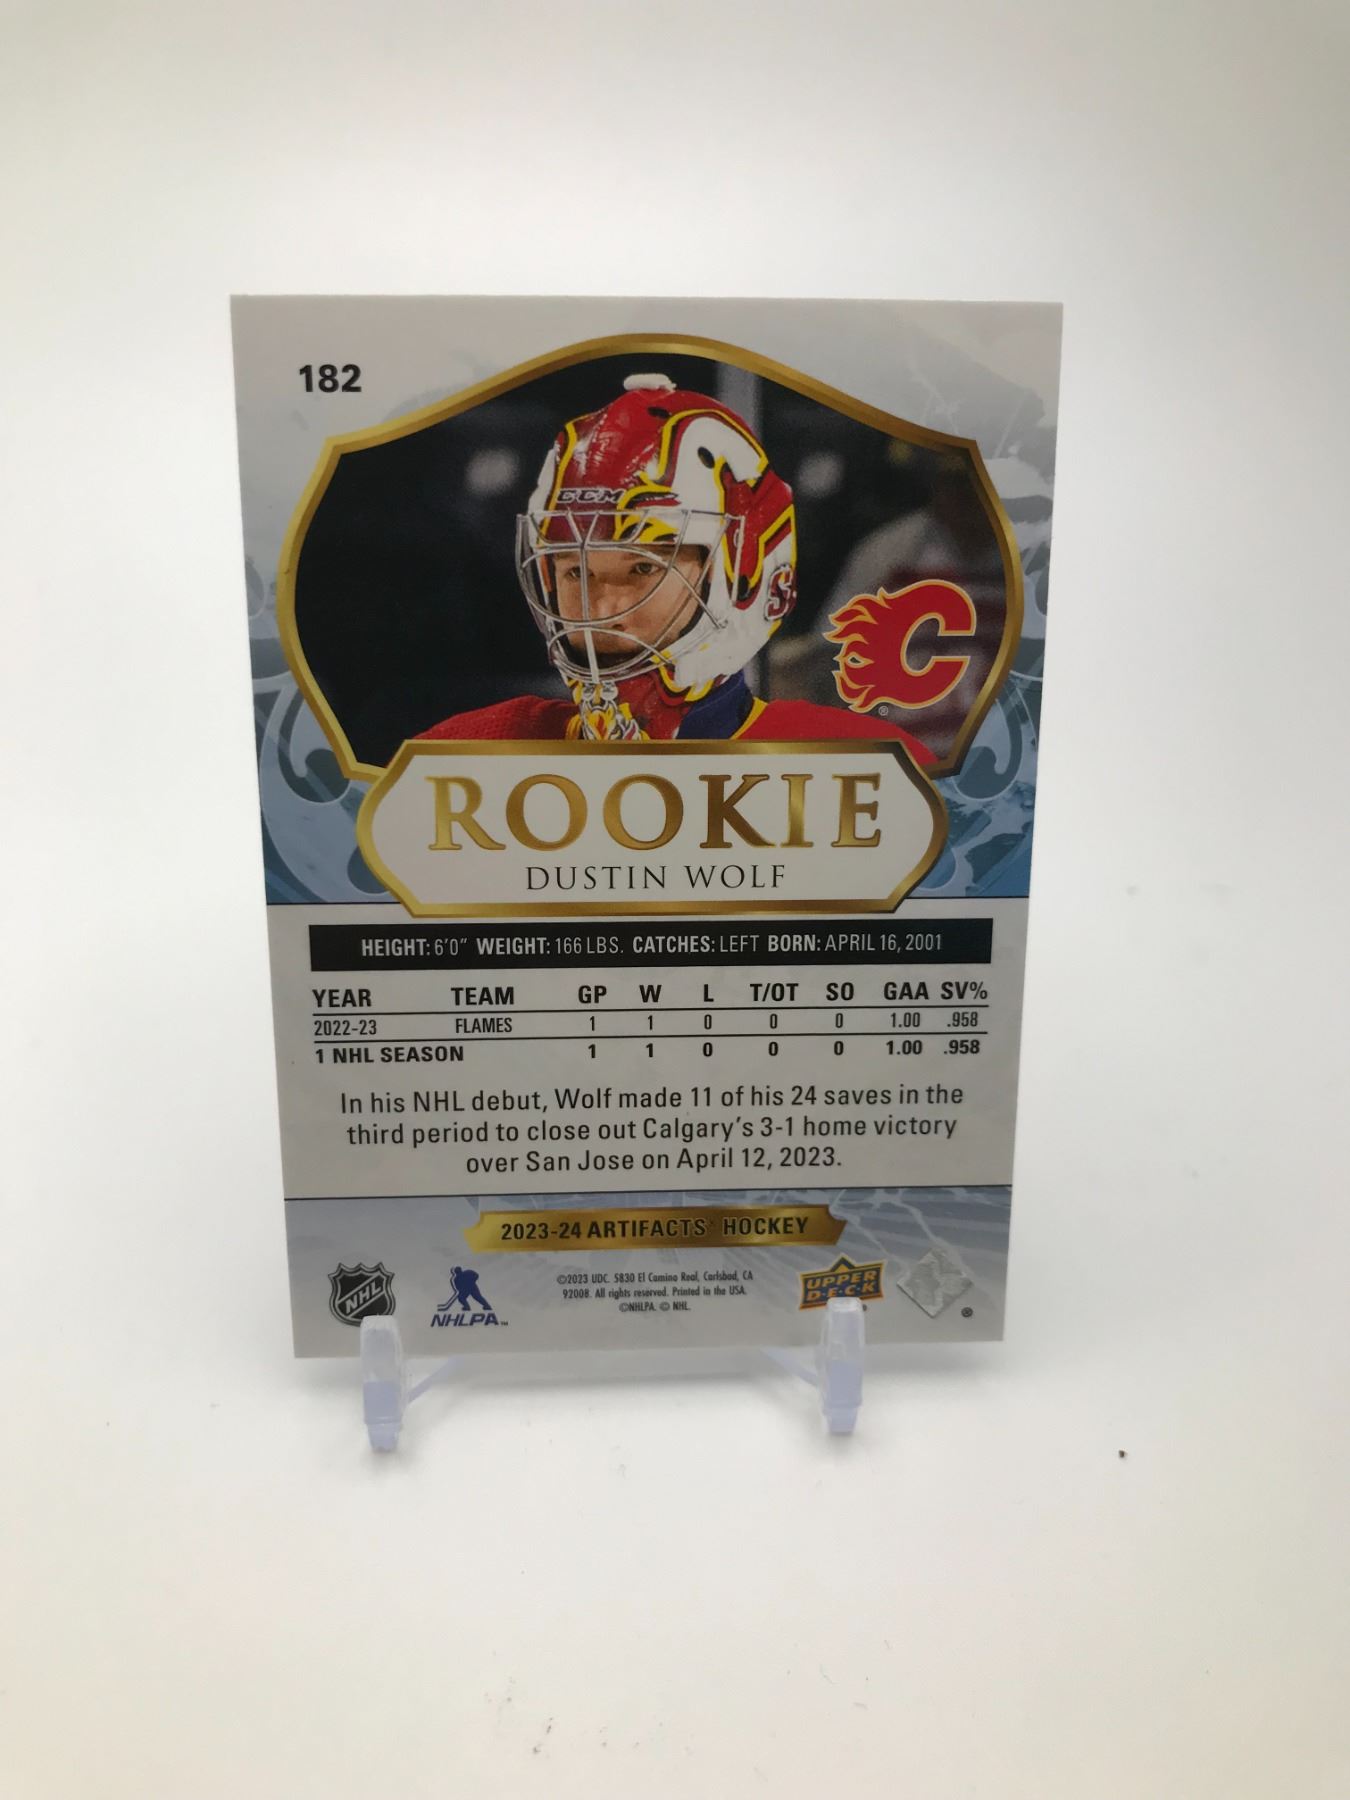 182
CCM
C
®
ROOKIE
DUSTIN WOLF
HEIGHT: 6'0" WEIGHT: 166 LBS. CATCHES: LEFT BORN: APRIL 16, 2001
YEAR TEAM GP W L T/OT SO GAA SV%
2022-23 FLAMES 1 1 0 0 0 1.00 .958
1 NHL SEASON 1 1 0 0 0 1.00 .958
In his NHL debut, Wolf made 11 of his 24 saves in the
third period to close out Calgary's 3-1 home victory
over San Jose on April 12, 2023.
2023-24 ARTIFACTS® HOCKEY
NHL
NHLPA™
©2023 UDC. 5830 El Camino Real, Carlsbad, CA
92008. All rights reserved. Printed in the USA.
©NHLPA. © NHL.
UPPER
D·E·C·K
®
®